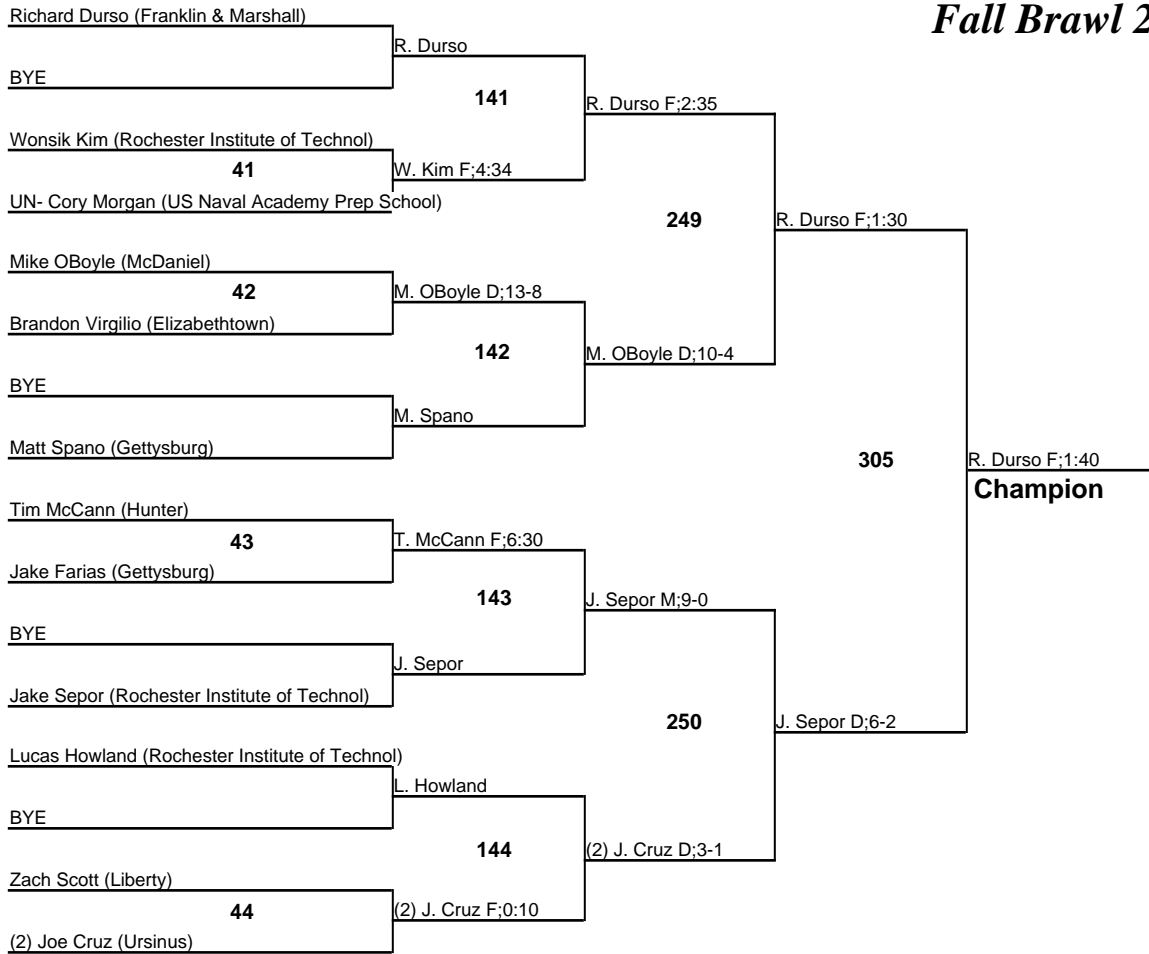 Fall Brawl 2
Richard Durso (Franklin & Marshall)
R. Durso
BYE
141
R. Durso F;2:35
Wonsik Kim (Rochester Institute of Technol)
41
W. Kim F;4:34
UN- Cory Morgan (US Naval Academy Prep School)
249
R. Durso F;1:30
Mike OBoyle (McDaniel)
42
M. OBoyle D;13-8
Brandon Virgilio (Elizabethtown)
142
M. OBoyle D;10-4
BYE
M. Spano
Matt Spano (Gettysburg)
305
R. Durso F;1:40
Champion
Tim McCann (Hunter)
43
T. McCann F;6:30
Jake Farias (Gettysburg)
143
J. Sepor M;9-0
BYE
J. Sepor
Jake Sepor (Rochester Institute of Technol)
250
J. Sepor D;6-2
Lucas Howland (Rochester Institute of Technol)
L. Howland
BYE
144
(2) J. Cruz D;3-1
Zach Scott (Liberty)
44
(2) J. Cruz F;0:10
(2) Joe Cruz (Ursinus)